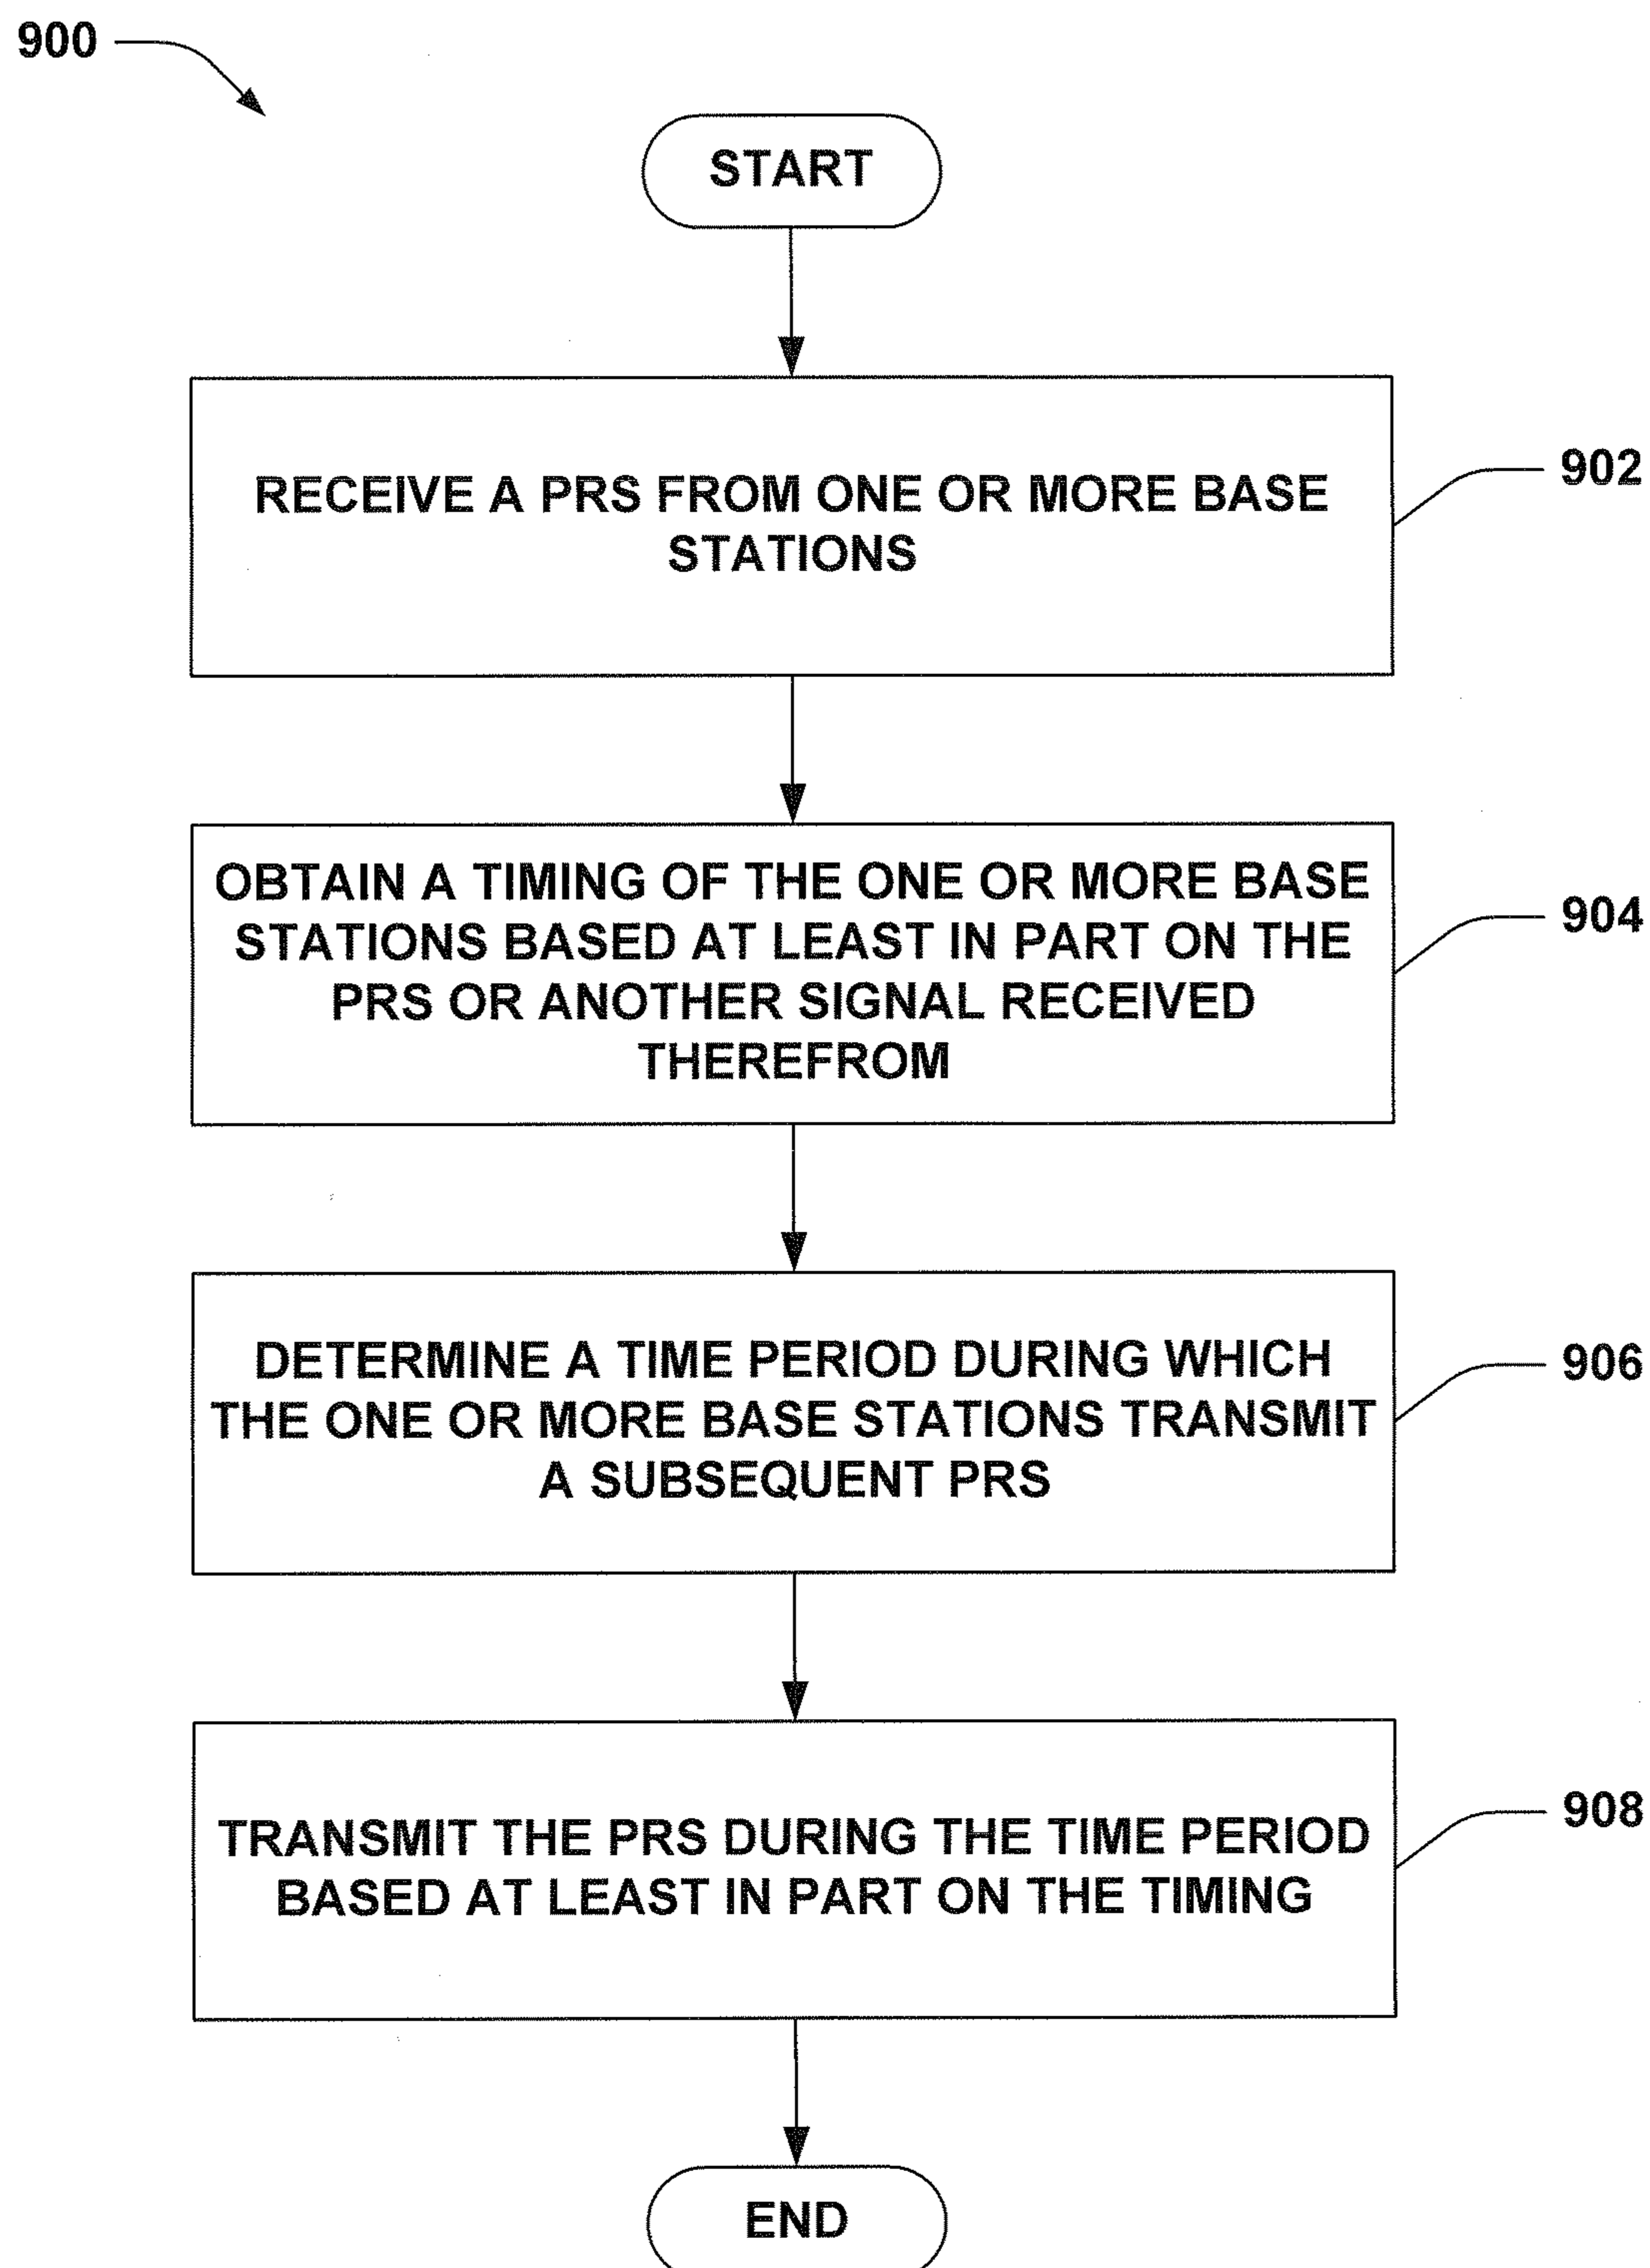 900
START
RECEIVE A PRS FROM ONE OR MORE BASE
STATIONS
902
OBTAIN A TIMING OF THE ONE OR MORE BASE
STATIONS BASED AT LEAST IN PART ON THE
PRS OR ANOTHER SIGNAL RECEIVED
THEREFROM
904
DETERMINE A TIME PERIOD DURING WHICH
THE ONE OR MORE BASE STATIONS TRANSMIT
A SUBSEQUENT PRS
906
TRANSMIT THE PRS DURING THE TIME PERIOD
BASED AT LEAST IN PART ON THE TIMING
908
END